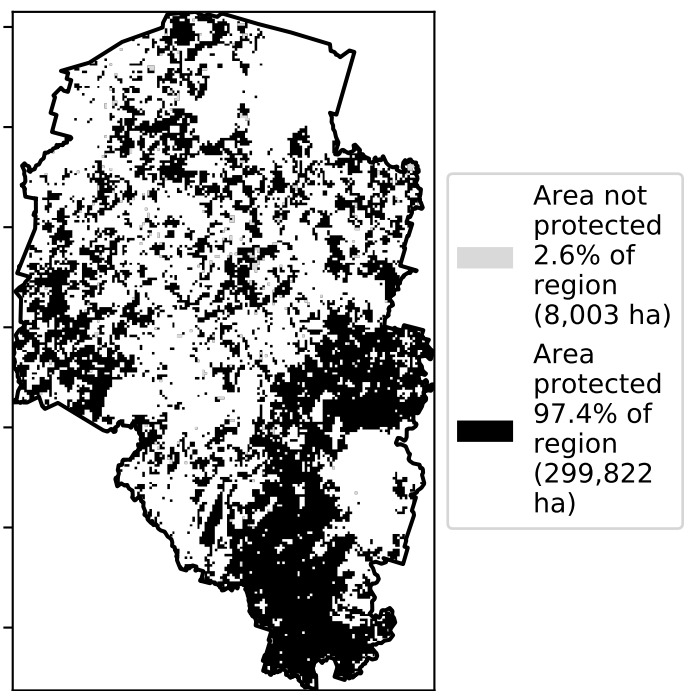 Area not
protected
2.6% of
region
(8,003 ha)
Area
protected
97.4% of
region
(299,822
ha)